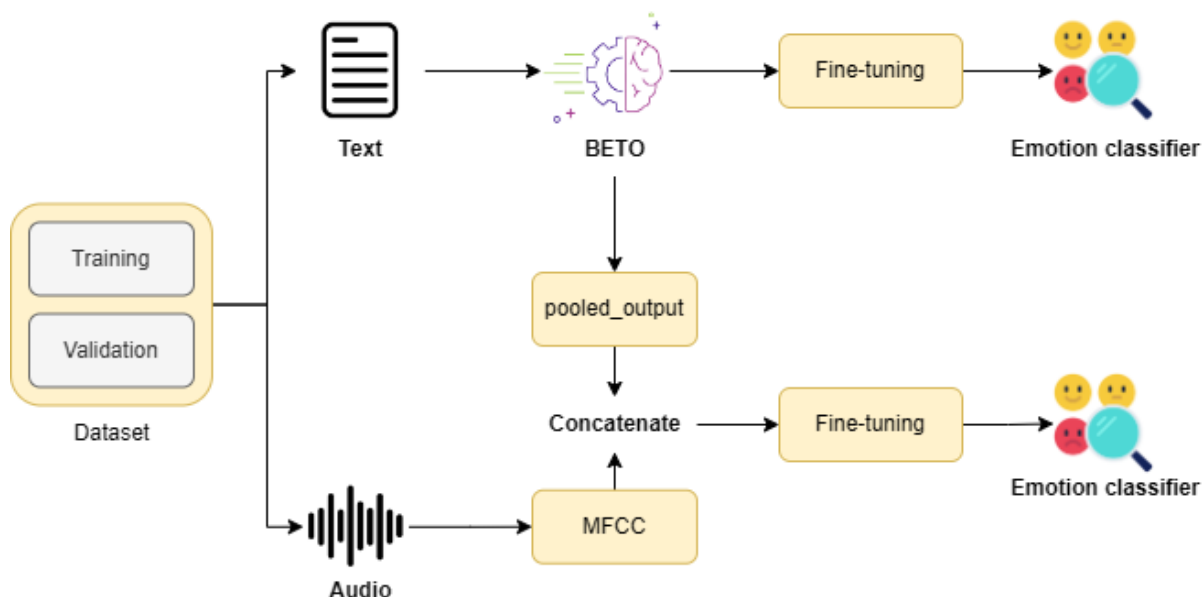 Text
BETO
Fine-tuning
Emotion classifier
Training
Validation
Dataset
pooled_output
Concatenate
Fine-tuning
Emotion classifier
Audio
MFCC